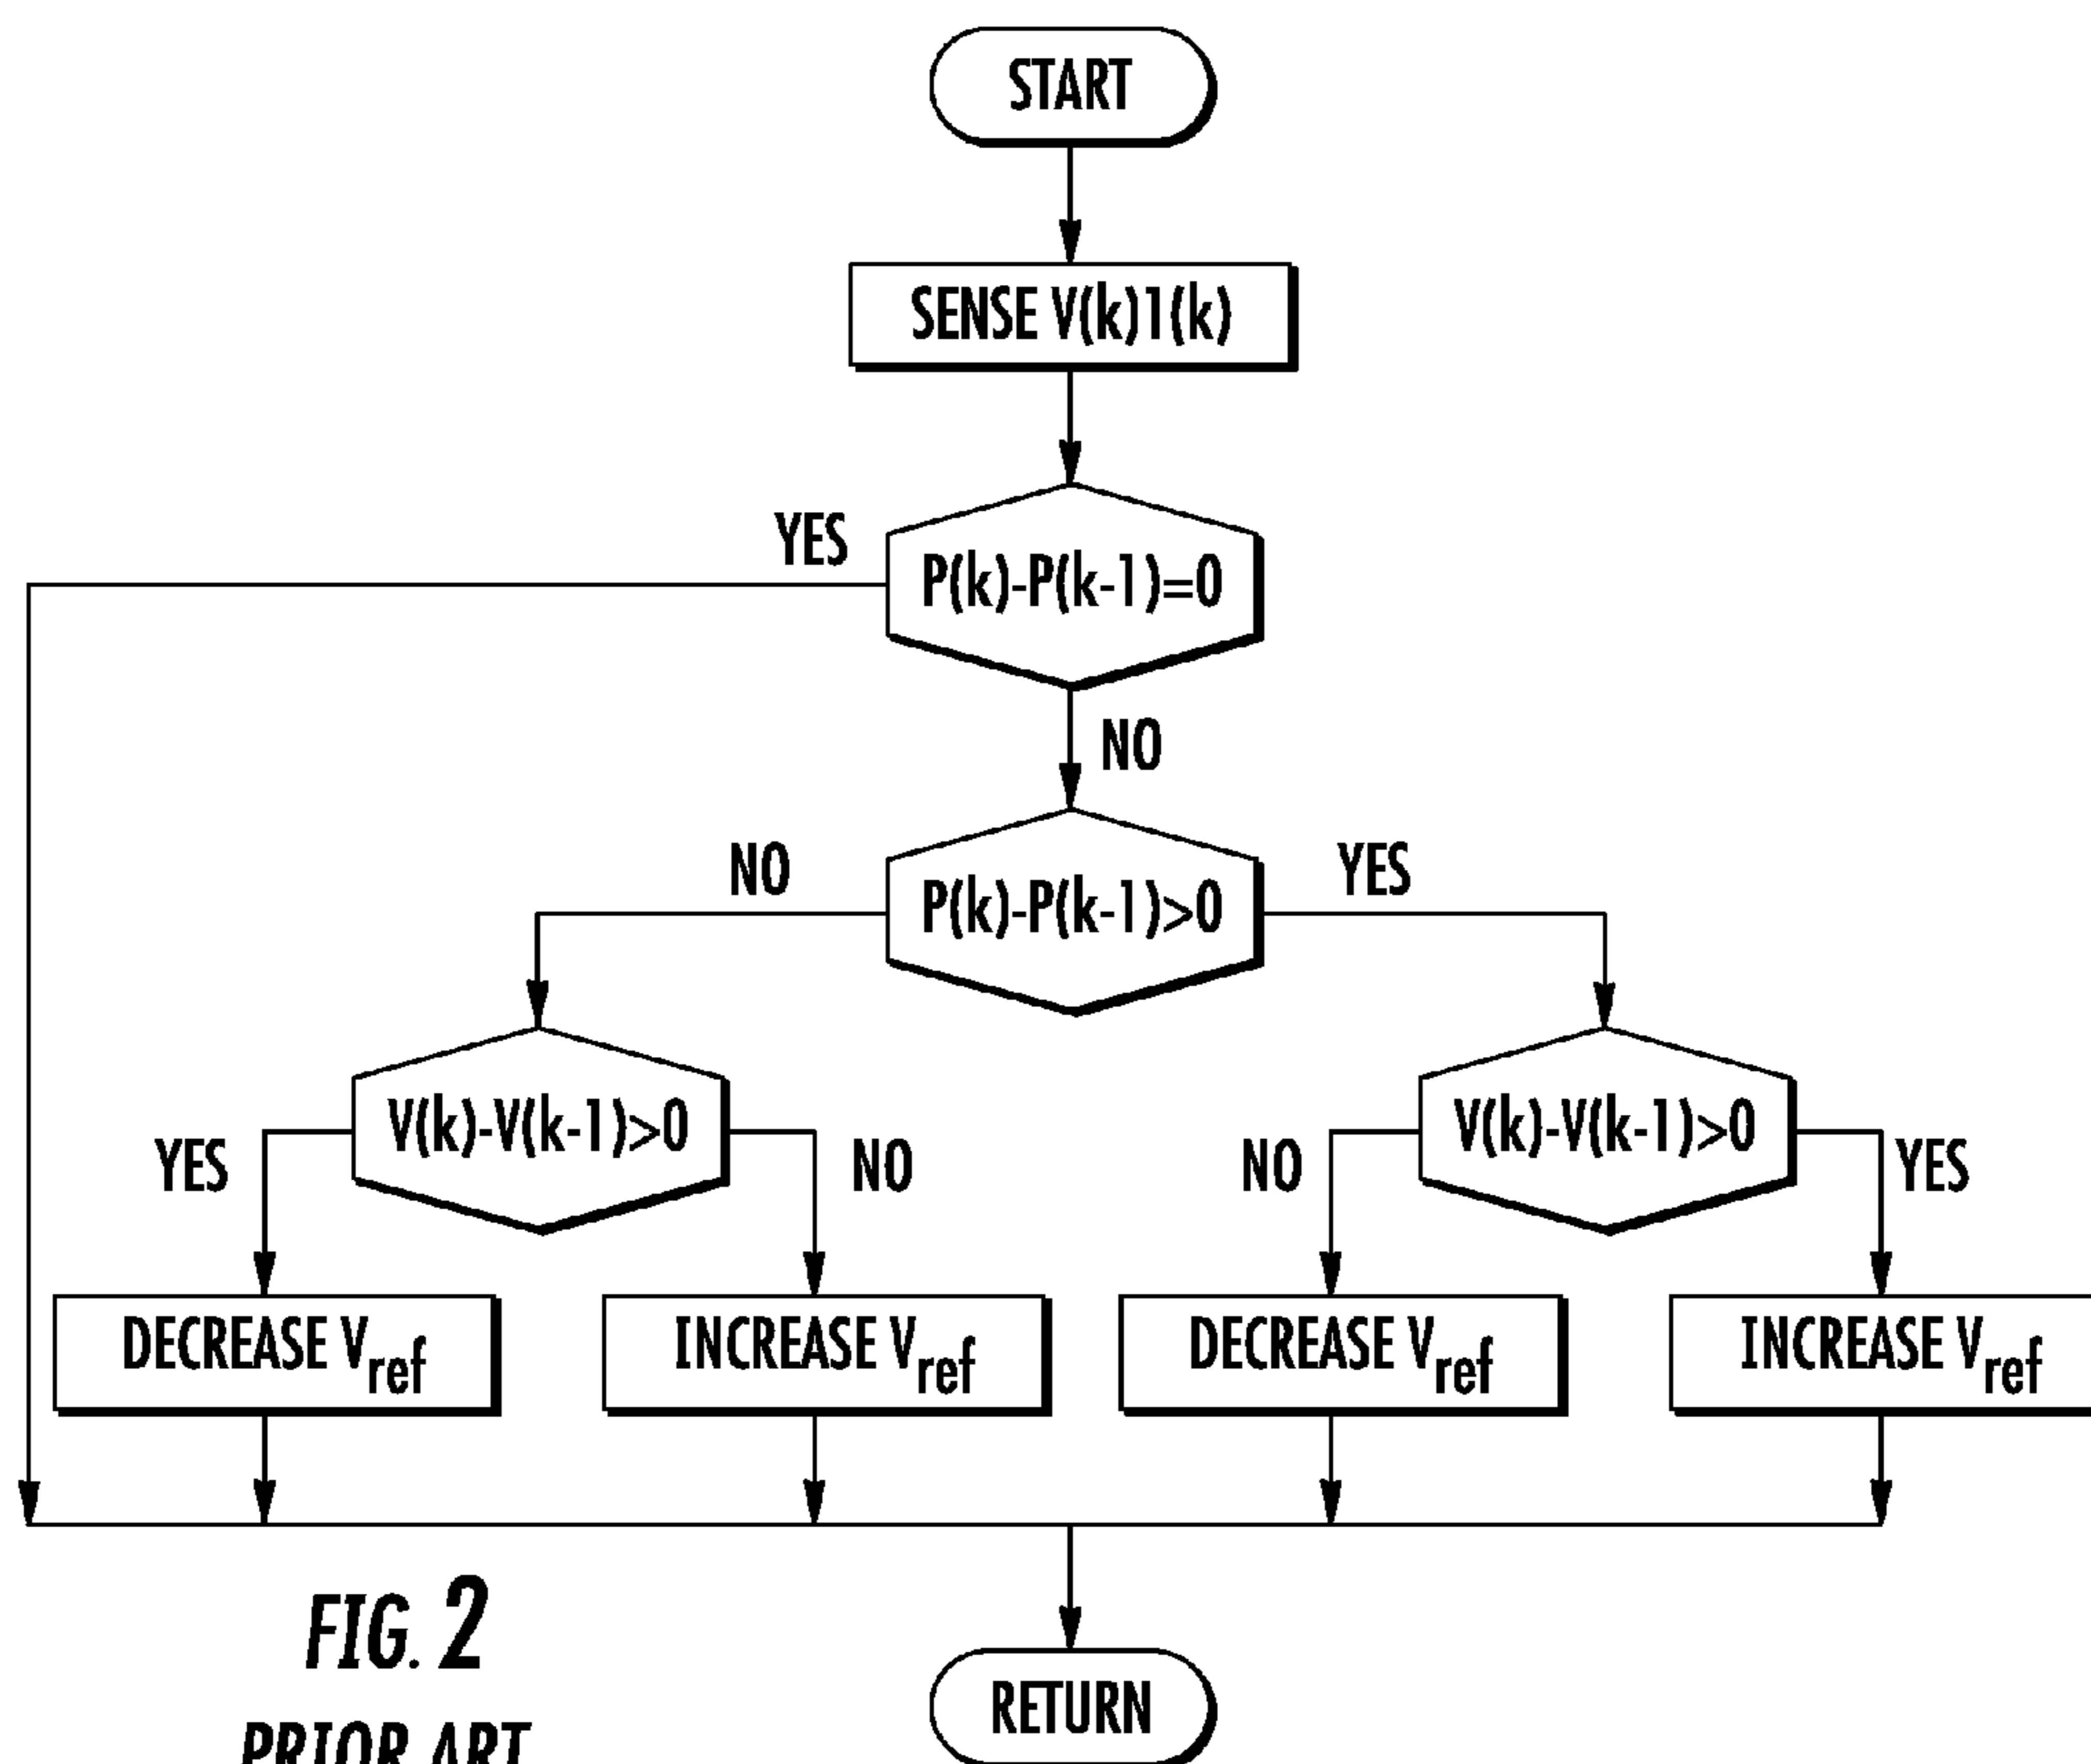 START
SENSE V(k)1(k)
YES
P(k)-P(k-1)=0
NO
NO
P(k)-P(k-1)>0
YES
V(k)-V(k-1)>0
V(k)-V(k-1)>0
YES
NO
NO
YES
DECREASE Vref
INCREASE Vref
DECREASE Vref
INCREASE Vref
FIG. 2
PRIOR ART
RETURN